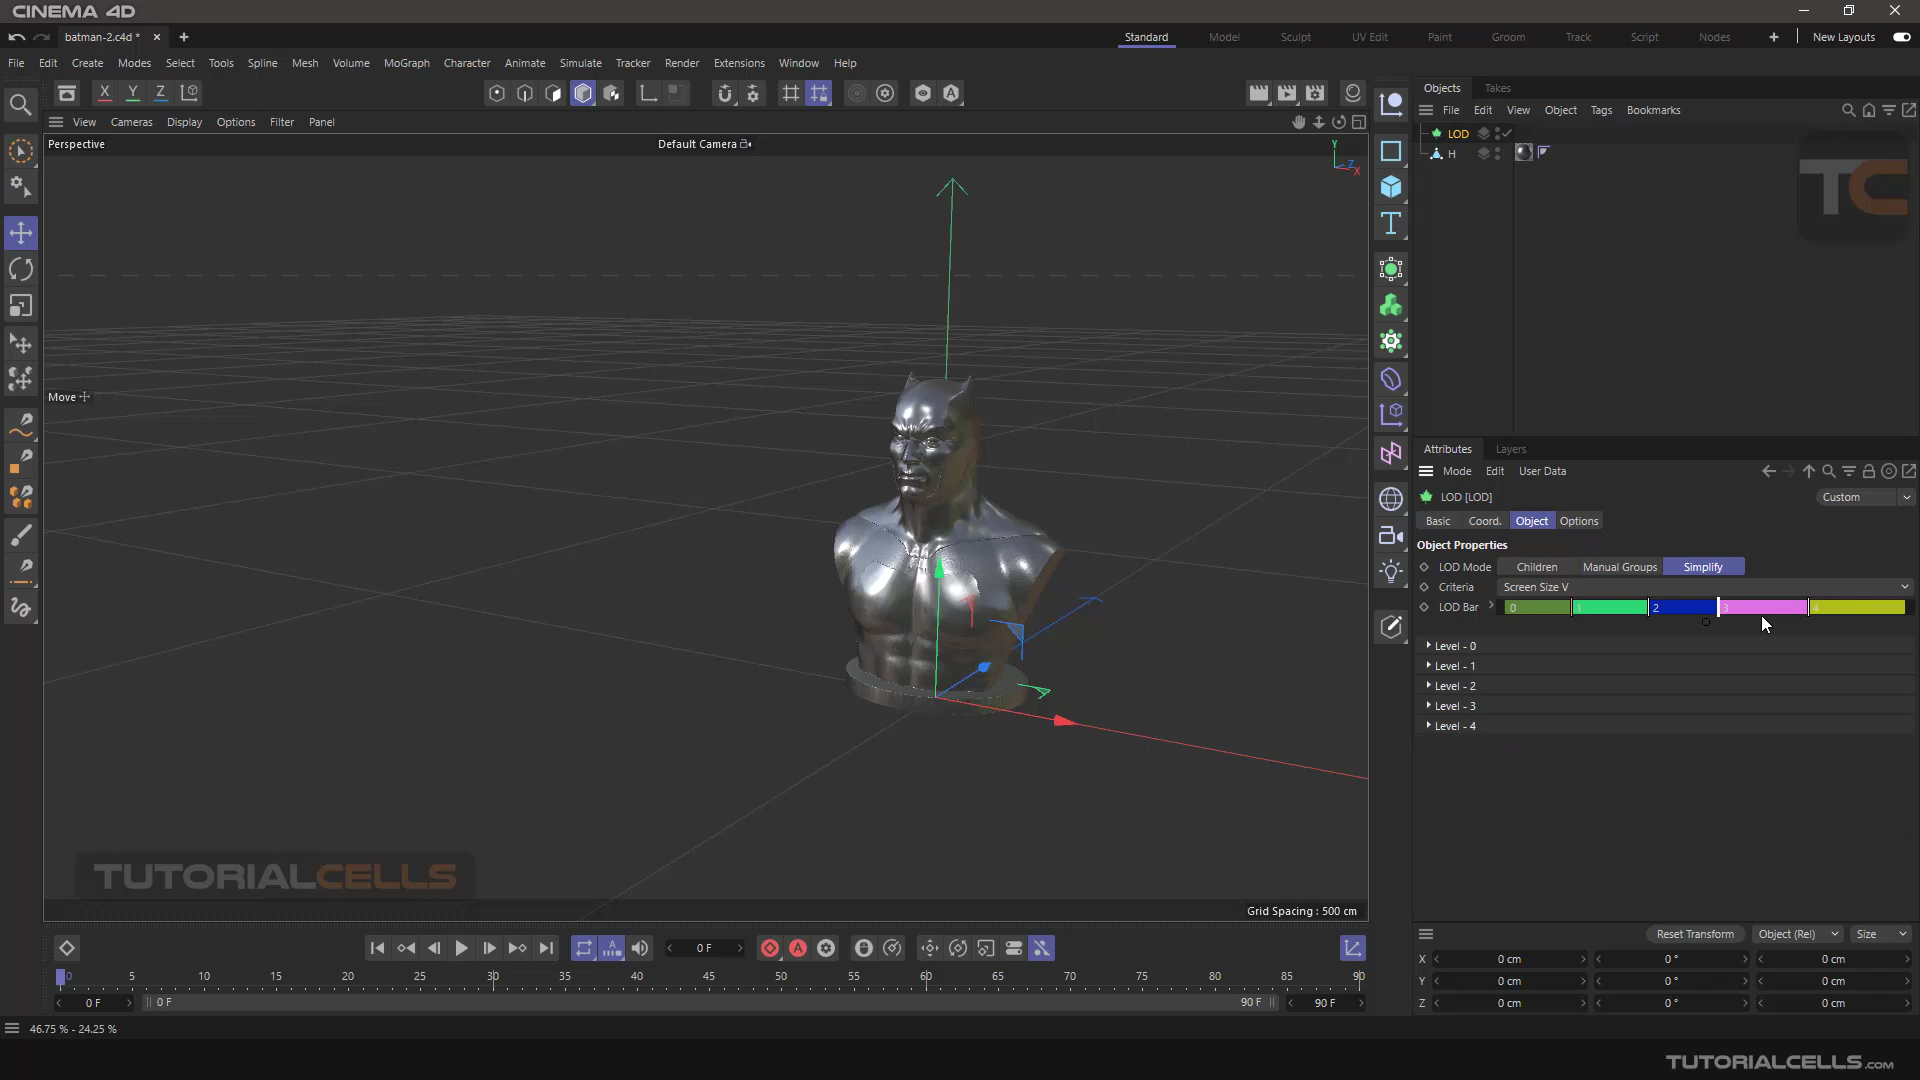 CINEMA 4D
batman-2.c4d *
Standard Model Sculpt UV Edit Paint Groom Track Script Nodes New Layouts
File Edit Create Modes Select Tools Spline Mesh Volume MoGraph Character Animate Simulate Tracker Render Extensions Window Help
X Y Z
Objects Takes
File Edit View Object Tags Bookmarks
View Cameras Display Options Filter Panel
Perspective
Default Camera
Y
Z
X
LOD
H
TC
Move
Attributes Layers
Mode Edit User Data
LOD [LOD]
Custom
Basic Coord. Object Options
Object Properties
LOD Mode Children Manual Groups Simplify
Criteria Screen Size V
LOD Bar 0 1 2 3 4
Level - 0
Level - 1
Level - 2
Level - 3
Level - 4
TUTORIALCELLS
Grid Spacing : 500 cm
0 F
0 5 10 15 20 25 30 35 40 45 50 55 60 65 70 75 80 85 90
0 F 0 F 90 F 90 F
Reset Transform Object (Rel) Size
X 0 cm 0 ° 0 cm
Y 0 cm 0 ° 0 cm
Z 0 cm 0 ° 0 cm
46.75 % - 24.25 %
TUTORIALCELLS.com